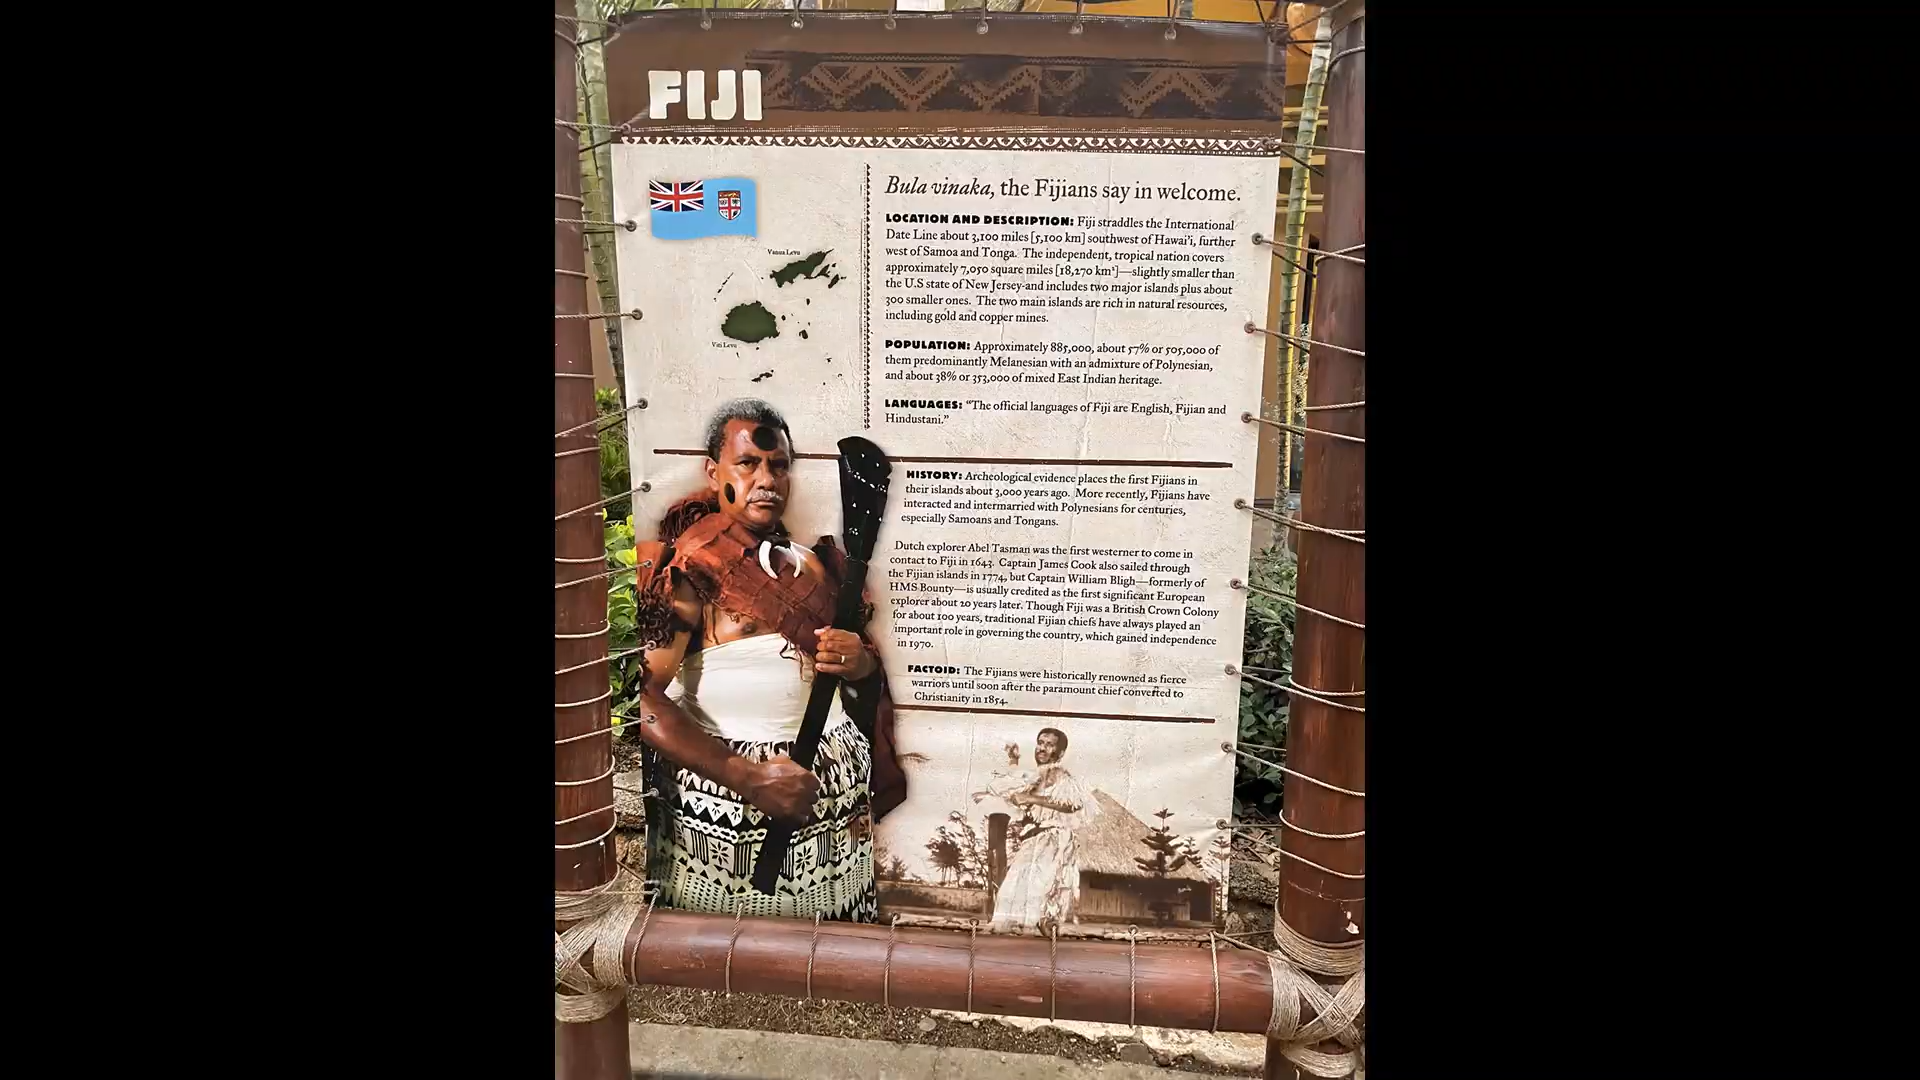 FIJI
Bula vinaka, the Fijians say in welcome.
LOCATION AND DESCRIPTION: Fiji straddles the International
Date Line about 3,100 miles [5,100 km] southwest of Hawai'i, further
west of Samoa and Tonga. The independent, tropical nation covers
approximately 7,050 square miles [18,270 km²]—slightly smaller than
the U.S state of New Jersey-and includes two major islands plus about
300 smaller ones. The two main islands are rich in natural resources,
including gold and copper mines.
Vanua Levu
Viti Levu
POPULATION: Approximately 885,000, about 57% or 505,000 of
them predominantly Melanesian with an admixture of Polynesian,
and about 38% or 353,000 of mixed East Indian heritage.
LANGUAGES: “The official languages of Fiji are English, Fijian and
Hindustani.”
HISTORY: Archeological evidence places the first Fijians in
their islands about 3,000 years ago. More recently, Fijians have
interacted and intermarried with Polynesians for centuries,
especially Samoans and Tongans.
Dutch explorer Abel Tasman was the first westerner to come in
contact to Fiji in 1643. Captain James Cook also sailed through
the Fijian islands in 1774, but Captain William Bligh—formerly of
HMS Bounty—is usually credited as the first significant European
explorer about 20 years later. Though Fiji was a British Crown Colony
for about 100 years, traditional Fijian chiefs have always played an
important role in governing the country, which gained independence
in 1970.
FACTOID: The Fijians were historically renowned as fierce
warriors until soon after the paramount chief converted to
Christianity in 1854.